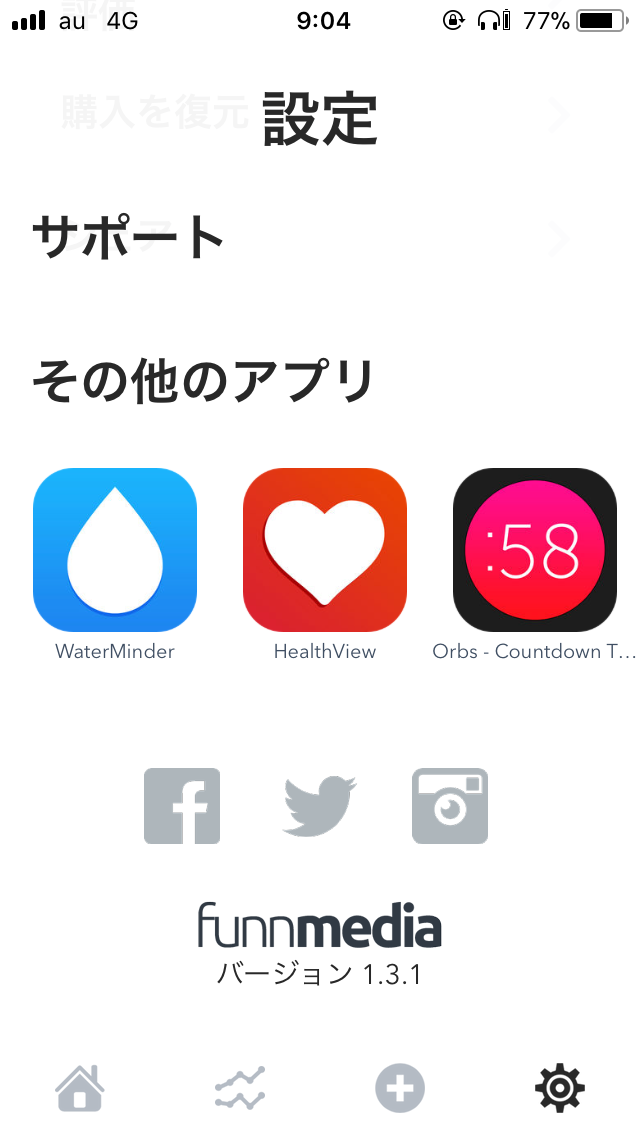 au 4G 9:04 77%
評価
購入を復元
設定
サポート
その他のアプリ
:58
WaterMinder HealthView Orbs - Countdown T...
funnmedia
バージョン 1.3.1